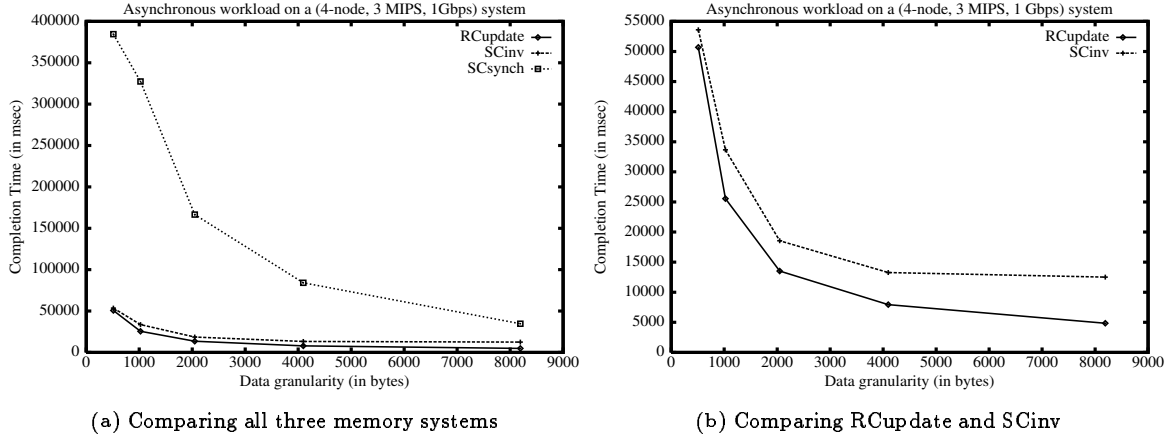 Asynchronous workload on a (4-node, 3 MIPS, 1Gbps) system
400000
350000
300000
250000
200000
150000
100000
50000
0
Completion Time (in msec)
RCupdate
SCinv
SCsynch
0 1000 2000 3000 4000 5000 6000 7000 8000 9000
Data granularity (in bytes)
(a) Comparing all three memory systems
Asynchronous workload on a (4-node, 3 MIPS, 1 Gbps) system
55000
50000
45000
40000
35000
30000
25000
20000
15000
10000
5000
0
Completion Time (in msec)
RCupdate
SCinv
0 1000 2000 3000 4000 5000 6000 7000 8000 9000
Data granularity (in bytes)
(b) Comparing RCupdate and SCinv